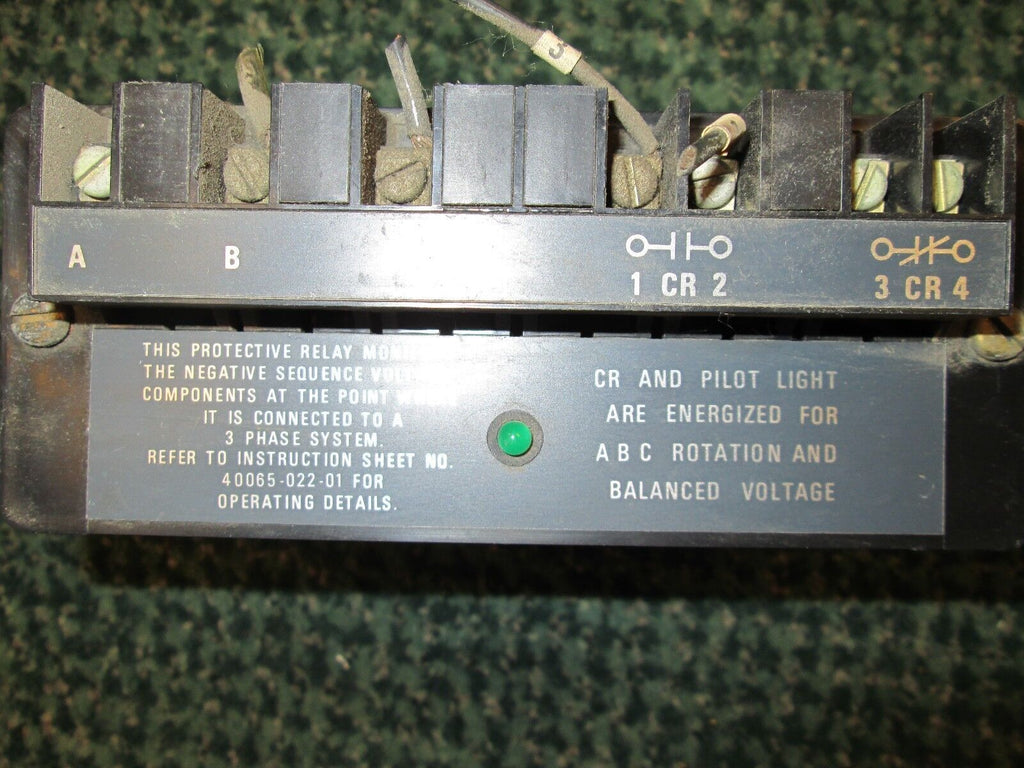 3
A B
1 CR 2
3 CR 4
THIS PROTECTIVE RELAY
THE NEGATIVE SEQUENCE
COMPONENTS AT THE POINT
IT IS CONNECTED TO A
3 PHASE SYSTEM.
REFER TO INSTRUCTION SHEET NO.
40065-022-01 FOR
OPERATING DETAILS.
CR AND PILOT LIGHT
ARE ENERGIZED FOR
A B C ROTATION AND
BALANCED VOLTAGE